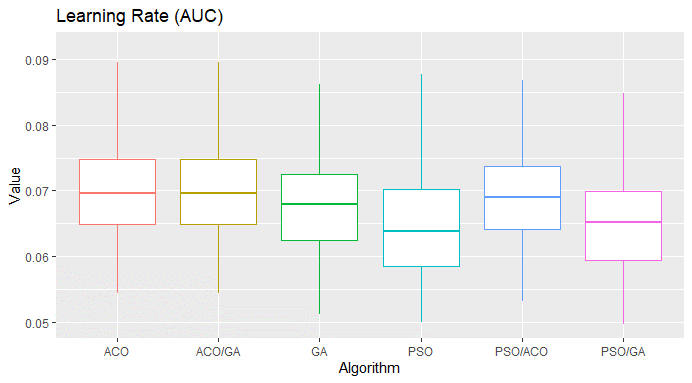 Learning Rate (AUC)
0.09
0.08
0.07
0.06
0.05
Value
ACO
ACO/GA
GA
PSO
PSO/ACO
PSO/GA
Algorithm